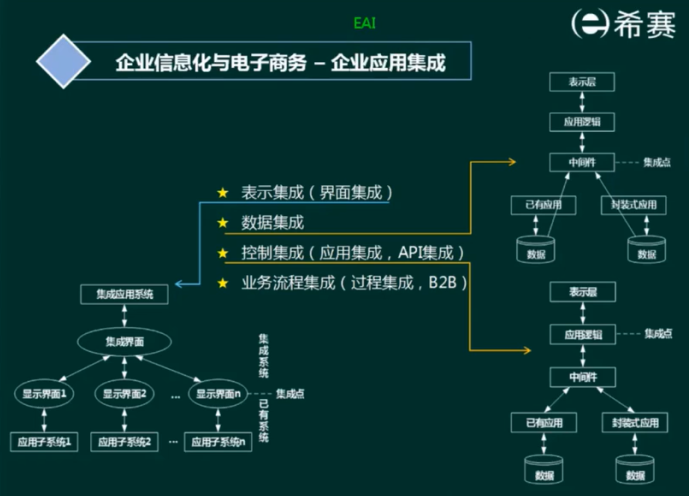 EAI
希赛
企业信息化与电子商务 – 企业应用集成
表示集成（界面集成）
数据集成
控制集成（应用集成，API集成）
业务流程集成（过程集成，B2B）
表示层
应用逻辑
中间件
集成点
已有应用
封装式应用
数据
数据
表示层
应用逻辑
集成点
中间件
已有应用
封装式应用
数据
数据
集成应用系统
集成界面
集成系统
显示界面1
显示界面2
...
显示界面n
集成点
已有系统
应用子系统1
应用子系统2
...
应用子系统n